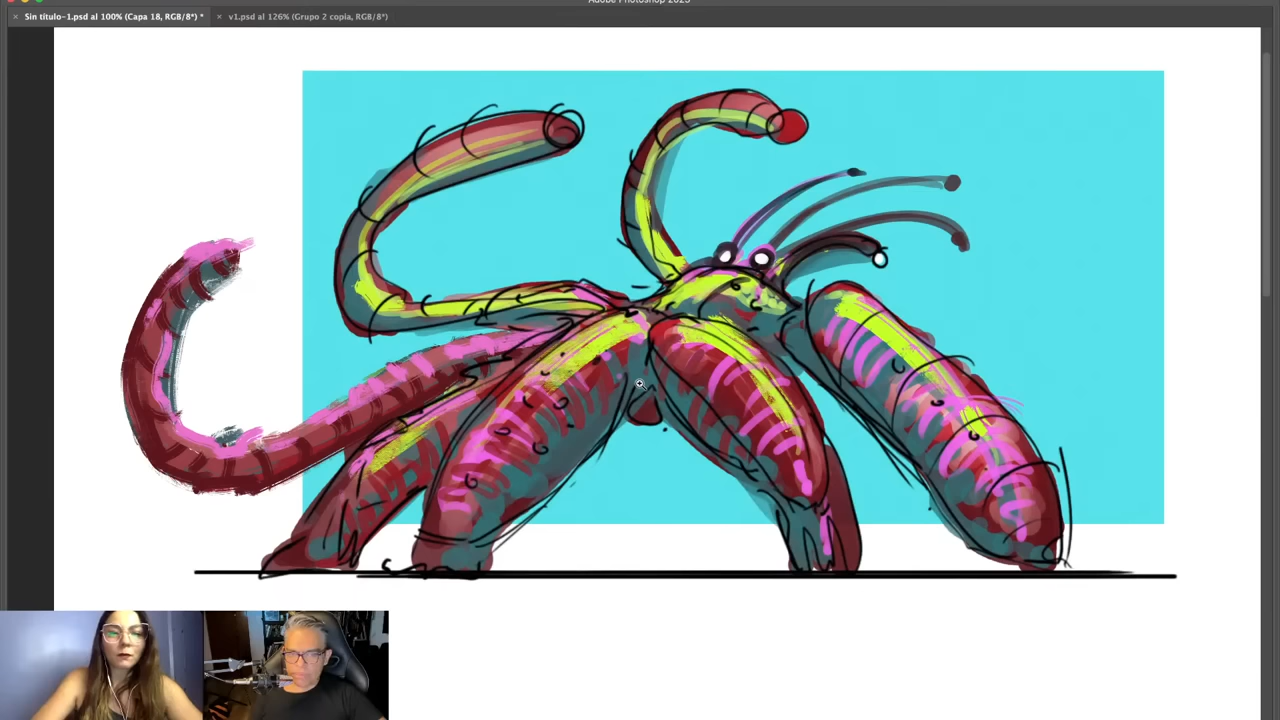 Adobe Photoshop 2023
× Sin título-1.psd al 100% (Capa 18, RGB/8*) *
× v1.psd al 126% (Grupo 2 copia, RGB/8*)